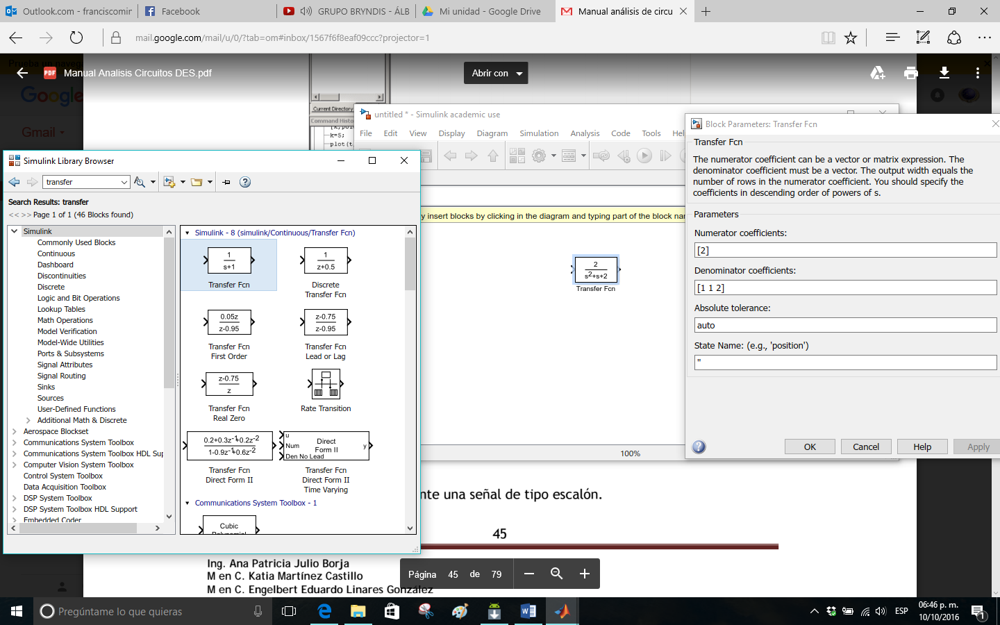 Outlook.com - franciscomir
Facebook
GRUPO BRYNDIS - ÁLB
Mi unidad - Google Drive
Manual análisis de circu
mail.google.com/mail/u/0/?tab=om#inbox/1567f6f8eaf09ccc?projector=1
Prueba un naveg
Manual Analisis Circuitos DES.pdf
Abrir con
Google
Gmail
Current Directory
Command Histo
k=5;
plot(t
untitled * - Simulink academic use
File Edit View Display Diagram Simulation Analysis Code Tools Hel
y insert blocks by clicking in the diagram and typing part of the block nam
2
s²+s+2
Transfer Fcn
100%
Block Parameters: Transfer Fcn
Transfer Fcn
The numerator coefficient can be a vector or matrix expression. The
denominator coefficient must be a vector. The output width equals the
number of rows in the numerator coefficient. You should specify the
coefficients in descending order of powers of s.
Parameters
Numerator coefficients:
[2]
Denominator coefficients:
[1 1 2]
Absolute tolerance:
auto
State Name: (e.g., 'position')
''
OK Cancel Help Apply
Simulink Library Browser
transfer
Search Results: transfer
<< >> Page 1 of 1 (46 Blocks found)
Simulink
Commonly Used Blocks
Continuous
Dashboard
Discontinuities
Discrete
Logic and Bit Operations
Lookup Tables
Math Operations
Model Verification
Model-Wide Utilities
Ports & Subsystems
Signal Attributes
Signal Routing
Sinks
Sources
User-Defined Functions
Additional Math & Discrete
Aerospace Blockset
Communications System Toolbox
Communications System Toolbox HDL Sup
Computer Vision System Toolbox
Control System Toolbox
Data Acquisition Toolbox
DSP System Toolbox
DSP System Toolbox HDL Support
Embedded Coder
Simulink - 8 (simulink/Continuous/Transfer Fcn)
1
s+1
Transfer Fcn
1
z+0.5
Discrete
Transfer Fcn
0.05z
z-0.95
Transfer Fcn
First Order
z-0.75
z-0.95
Transfer Fcn
Lead or Lag
z-0.75
z
Transfer Fcn
Real Zero
Rate Transition
0.2+0.3z⁻¹+0.2z⁻²
1-0.9z⁻¹+0.6z⁻²
Transfer Fcn
Direct Form II
u
Num
Den No Lead
Direct
Form II
y
Transfer Fcn
Direct Form II
Time Varying
Communications System Toolbox - 1
Cubic
Polynomial
nte una señal de tipo escalón.
45
Ing. Ana Patricia Julio Borja
M en C. Katia Martínez Castillo
M en C. Engelbert Eduardo Linares González
Página 45 de 79
Pregúntame lo que quieras
ESP
06:46 p. m.
10/10/2016
1